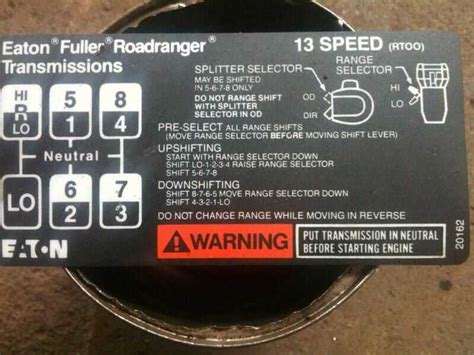 Eaton® Fuller® Roadranger® 13 SPEED (RTOO)
Transmissions
SPLITTER SELECTOR
MAY BE SHIFTED
IN 5-6-7-8 ONLY
DO NOT RANGE SHIFT
WITH SPLITTER
SELECTOR IN OD
OD
DIR
RANGE
SELECTOR
HI
LO
HI
R
LO
5
1
8
4
Neutral
LO
6
2
7
3
PRE-SELECT ALL RANGE SHIFTS
(MOVE RANGE SELECTOR BEFORE MOVING SHIFT LEVER)
UPSHIFTING
START WITH RANGE SELECTOR DOWN
SHIFT LO-1-2-3-4 RAISE RANGE SELECTOR
SHIFT 5-6-7-8
DOWNSHIFTING
SHIFT 8-7-6-5 MOVE RANGE SELECTOR DOWN
SHIFT 4-3-2-1-LO
DO NOT CHANGE RANGE WHILE MOVING IN REVERSE
EATON
WARNING
PUT TRANSMISSION IN NEUTRAL
BEFORE STARTING ENGINE
20162